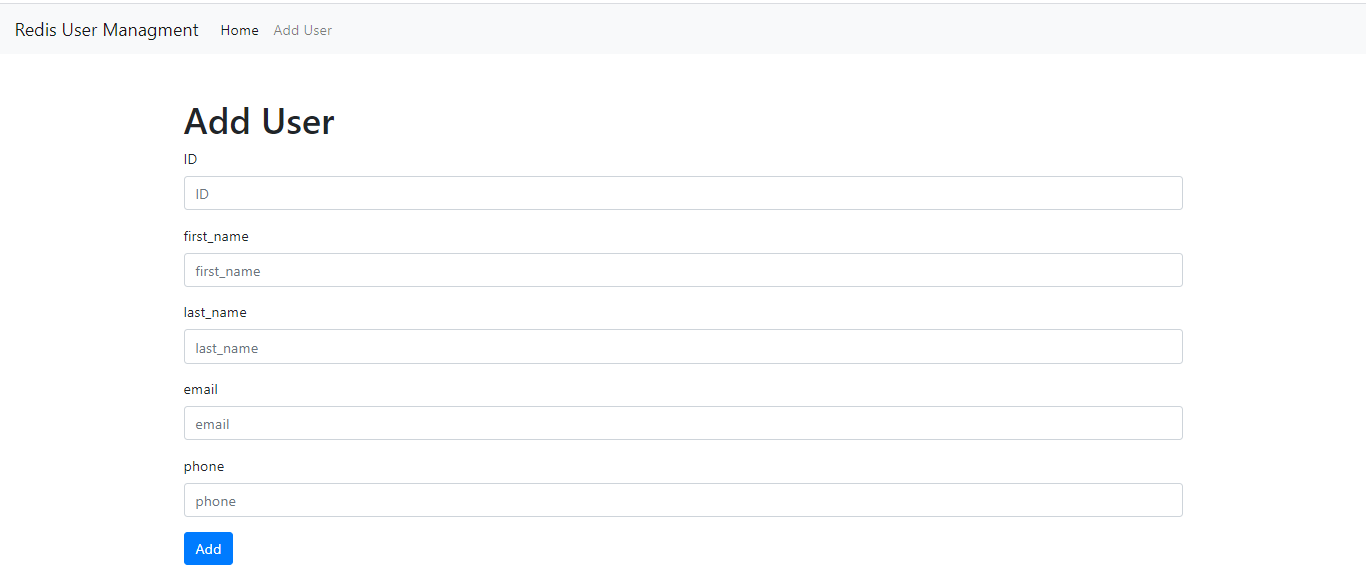 Redis User Managment Home Add User
Add User
ID
ID
first_name
first_name
last_name
last_name
email
email
phone
phone
Add